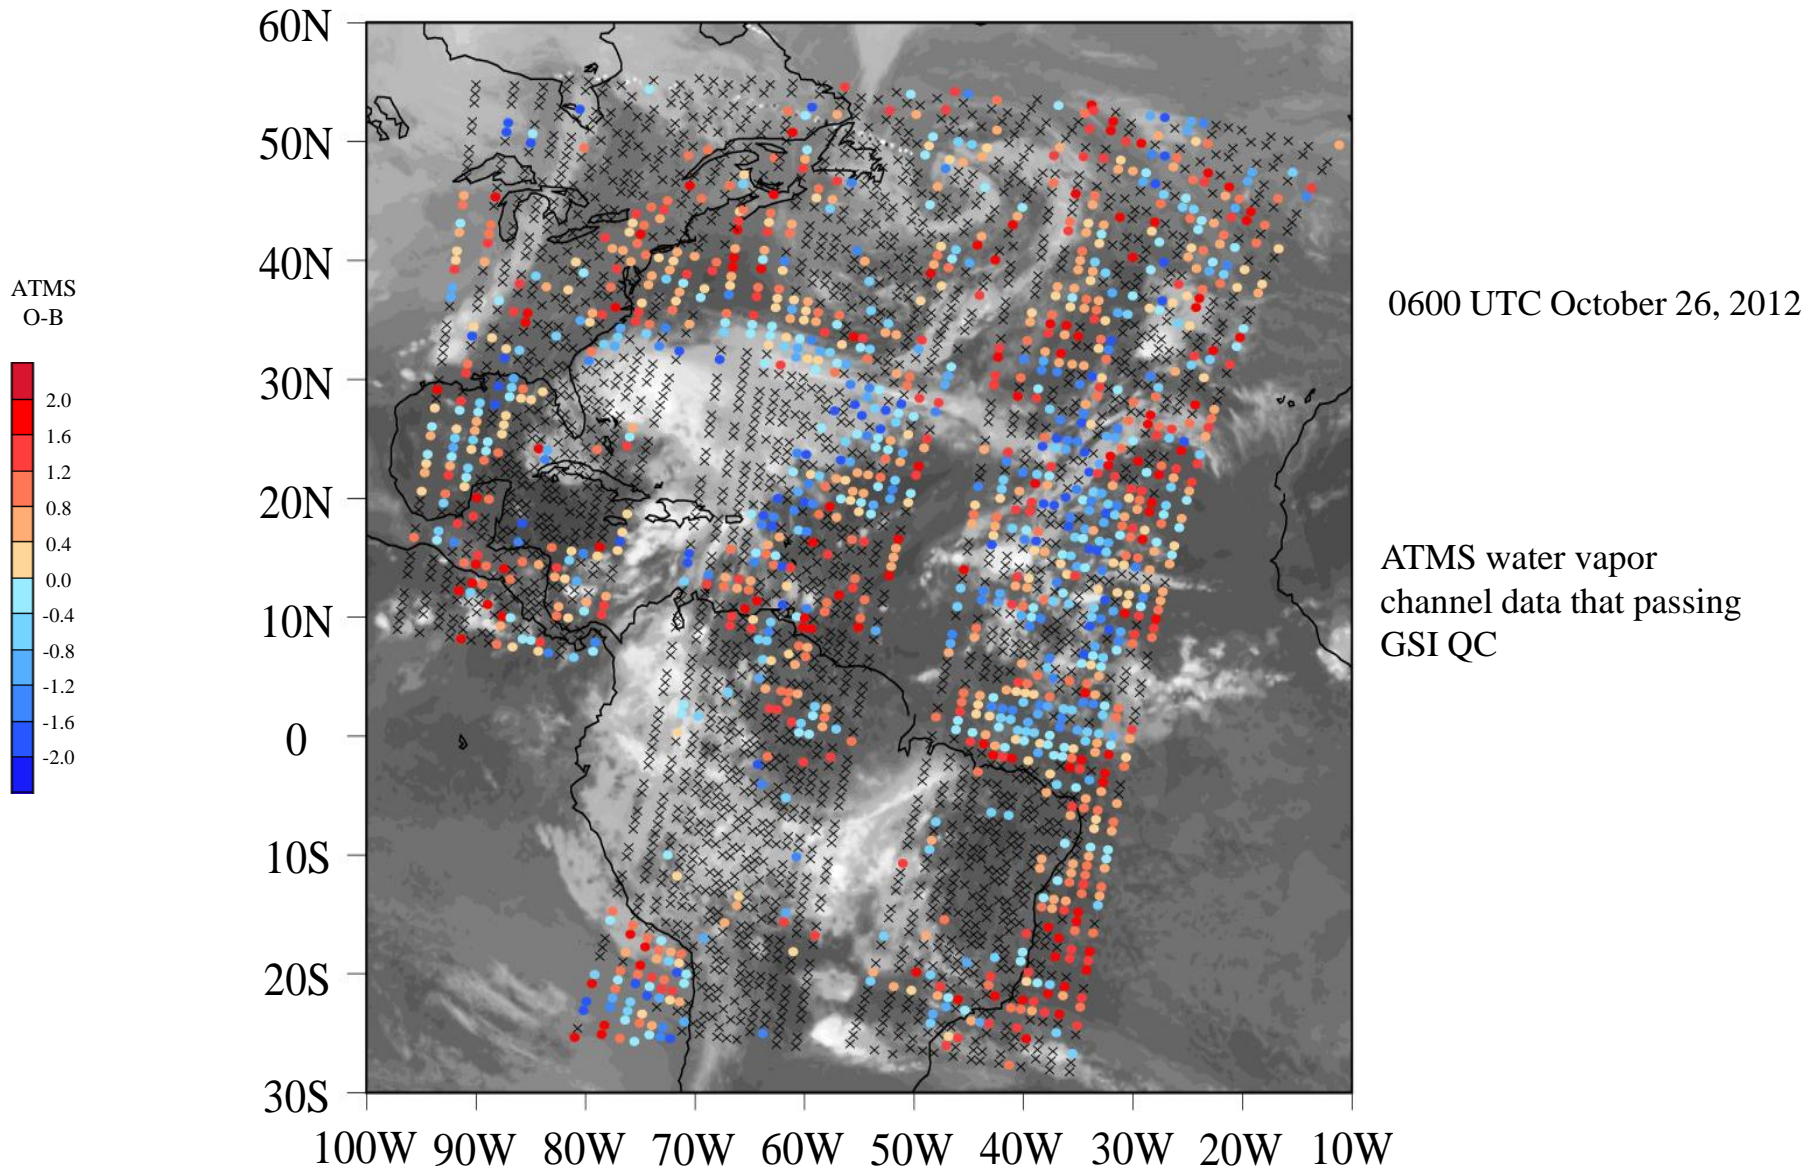 60N
50N
40N
30N
20N
10N
0
10S
20S
30S
100W 90W 80W 70W 60W 50W 40W 30W 20W 10W
ATMS
O-B
2.0
1.6
1.2
0.8
0.4
0.0
-0.4
-0.8
-1.2
-1.6
-2.0
0600 UTC October 26, 2012
ATMS water vapor
channel data that passing
GSI QC